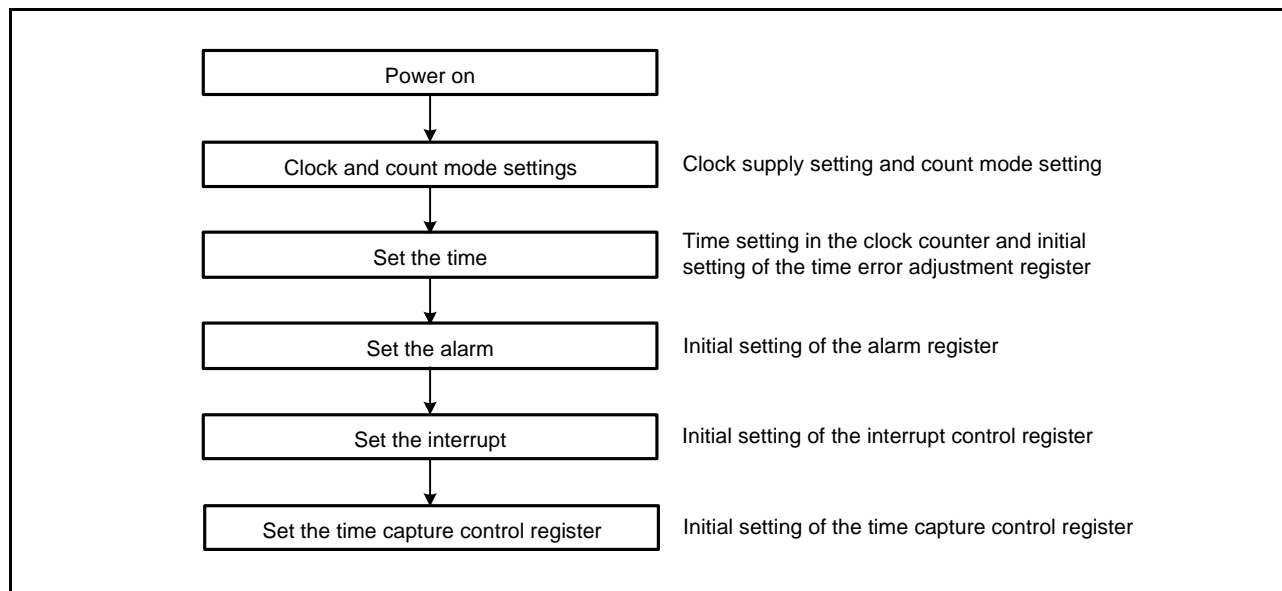 Power on
Clock and count mode settings
Clock supply setting and count mode setting
Set the time
Time setting in the clock counter and initial
setting of the time error adjustment register
Set the alarm
Initial setting of the alarm register
Set the interrupt
Initial setting of the interrupt control register
Set the time capture control register
Initial setting of the time capture control register